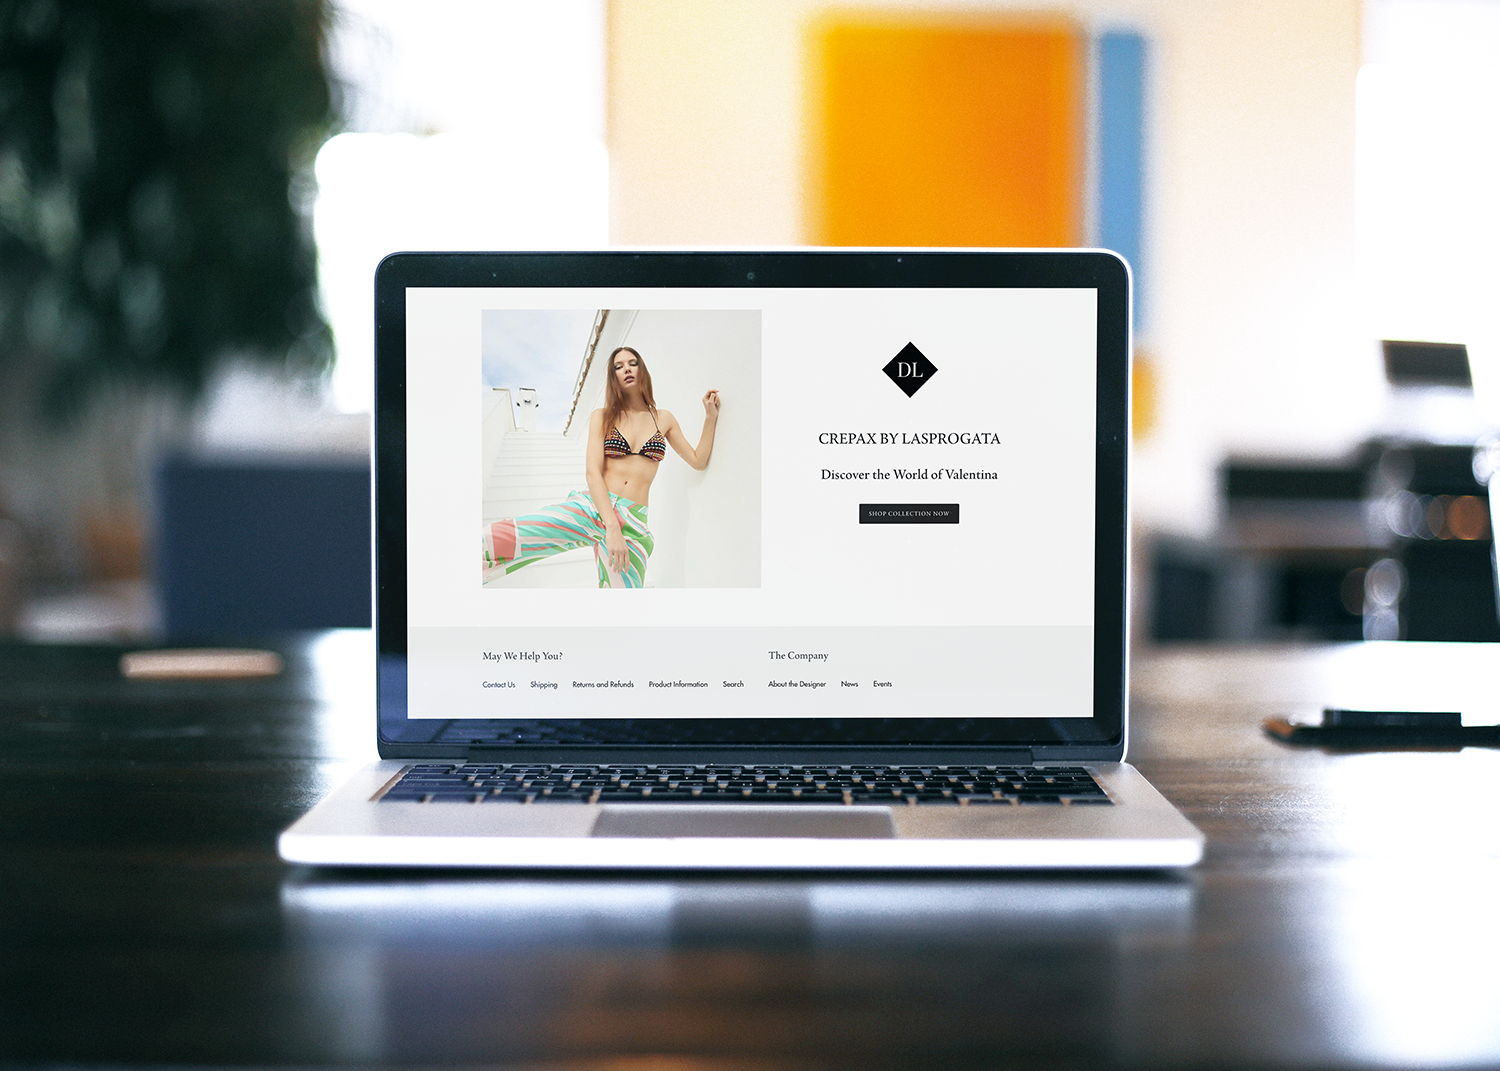 DL
CREPAX BY LASPROGATA
Discover the World of Valentina
SHOP COLLECTION NOW
May We Help You?
Contact Us Shipping Returns and Refunds Product Information Search
The Company
About the Designer News Events